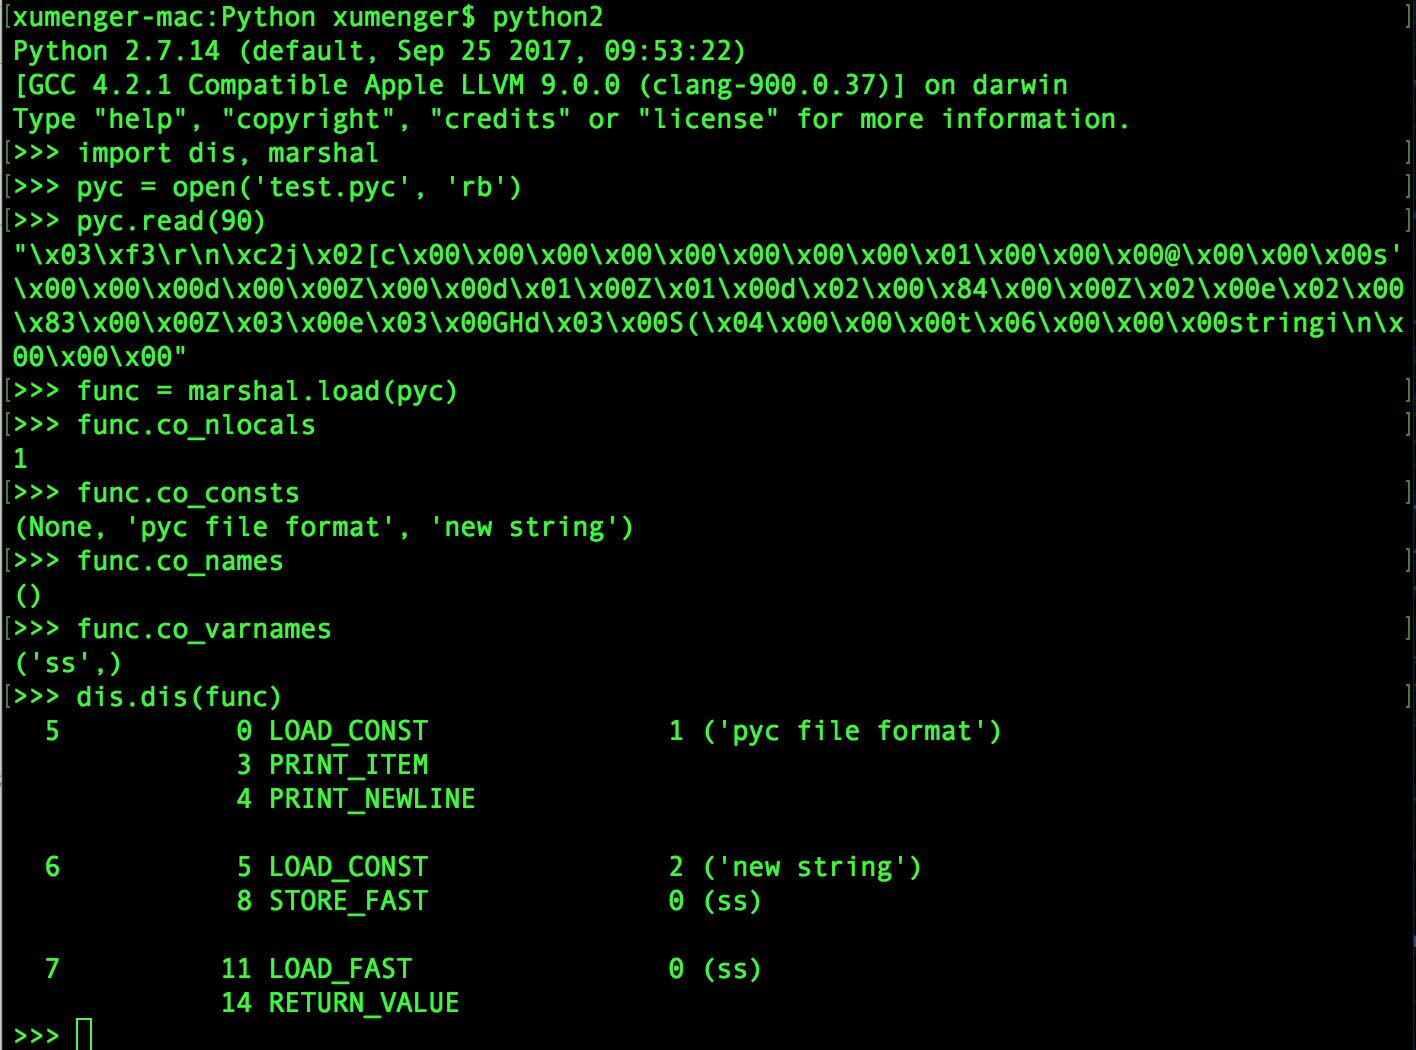 [xumenger-mac:Python xumenger$ python2 ]
Python 2.7.14 (default, Sep 25 2017, 09:53:22)
[GCC 4.2.1 Compatible Apple LLVM 9.0.0 (clang-900.0.37)] on darwin
Type "help", "copyright", "credits" or "license" for more information.
[>>> import dis, marshal ]
[>>> pyc = open('test.pyc', 'rb') ]
[>>> pyc.read(90) ]
"\x03\xf3\r\n\xc2j\x02[c\x00\x00\x00\x00\x00\x00\x00\x00\x01\x00\x00\x00@\x00\x00\x00s'
\x00\x00\x00d\x00\x00Z\x00\x00d\x01\x00Z\x01\x00d\x02\x00\x84\x00\x00Z\x02\x00e\x02\x00
\x83\x00\x00Z\x03\x00e\x03\x00GHd\x03\x00S(\x04\x00\x00\x00t\x06\x00\x00\x00stringi\n\x
00\x00\x00"
[>>> func = marshal.load(pyc) ]
[>>> func.co_nlocals ]
1
[>>> func.co_consts ]
(None, 'pyc file format', 'new string')
[>>> func.co_names ]
()
[>>> func.co_varnames ]
('ss',)
[>>> dis.dis(func) ]
  5           0 LOAD_CONST               1 ('pyc file format')
              3 PRINT_ITEM
              4 PRINT_NEWLINE
  6           5 LOAD_CONST               2 ('new string')
              8 STORE_FAST               0 (ss)
  7          11 LOAD_FAST                0 (ss)
             14 RETURN_VALUE
>>>